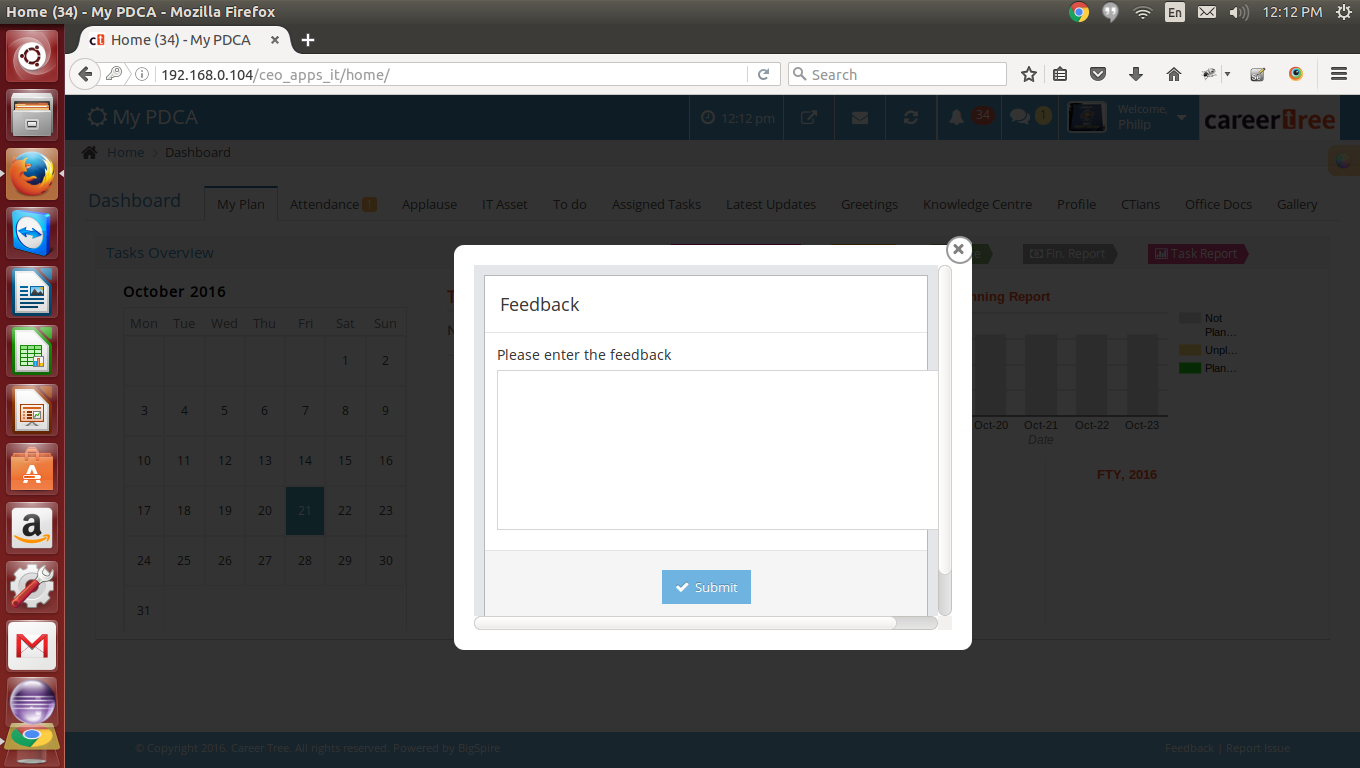 Home (34) - My PDCA - Mozilla Firefox
En
12:12 PM
ct Home (34) - My PDCA
192.168.0.104/ceo_apps_it/home/
Search
My PDCA
12:12 pm
34
1
Welcome,
Philip
careertree
Home
Dashboard
Dashboard
My Plan
Attendance 1
Applause
IT Asset
To do
Assigned Tasks
Latest Updates
Greetings
Knowledge Centre
Profile
CTians
Office Docs
Gallery
Tasks Overview
Fin. Report
Task Report
October 2016
Mon Tue Wed Thu Fri Sat Sun
1 2
3 4 5 6 7 8 9
10 11 12 13 14 15 16
17 18 19 20 21 22 23
24 25 26 27 28 29 30
31
Feedback
Please enter the feedback
Submit
nning Report
Not
Plan...
Unpl...
Plan...
Oct-20 Oct-21 Oct-22 Oct-23
Date
FTY, 2016
© Copyright 2016. Career Tree. All rights reserved. Powered by BigSpire
Feedback | Report Issue